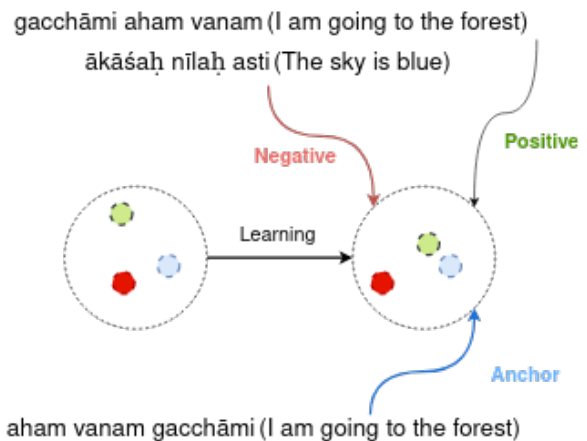 gacchāmi aham vanam (I am going to the forest)
ākāśaḥ nīlaḥ asti (The sky is blue)
Negative
Positive
Learning
Anchor
aham vanam gacchāmi (I am going to the forest)